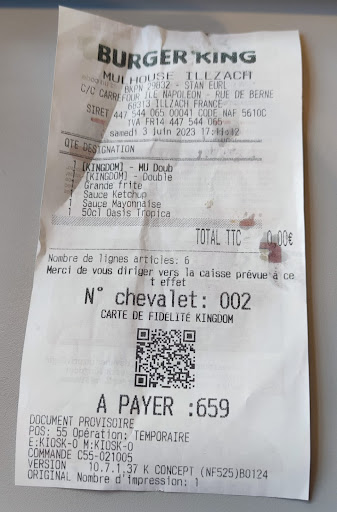 BURGER KING
MULHOUSE ILLZACH
BKPN 29032 - STAN EURL
C/C CARREFOUR ILE NAPOLEON - RUE DE BERNE
68313 ILLZACH FRANCE
SIRET 447 544 065 00041 CODE NAF 5610C
TVA FR14 447 544 065
samedi 3 juin 2023 17:11:12
QTE DESIGNATION
1 [KINGDOM] - MU Doub
1 [KINGDOM] - Double
1 Grande frite
1 Sauce Ketchup
1 Sauce Mayonnaise
1 50cl Oasis Tropica
TOTAL TTC 0,00€
Nombre de lignes articles: 6
Merci de vous diriger vers la caisse prévue à ce
t effet
N° chevalet: 002
CARTE DE FIDELITÉ KINGDOM
A PAYER :659
DOCUMENT PROVISOIRE
POS: 55 Opération: TEMPORAIRE
E:KIOSK-O M:KIOSK-O
COMMANDE C55-021005
VERSION 10.7.1.37 K CONCEPT (NF525)B0124
ORIGINAL Nombre d'impression: 1